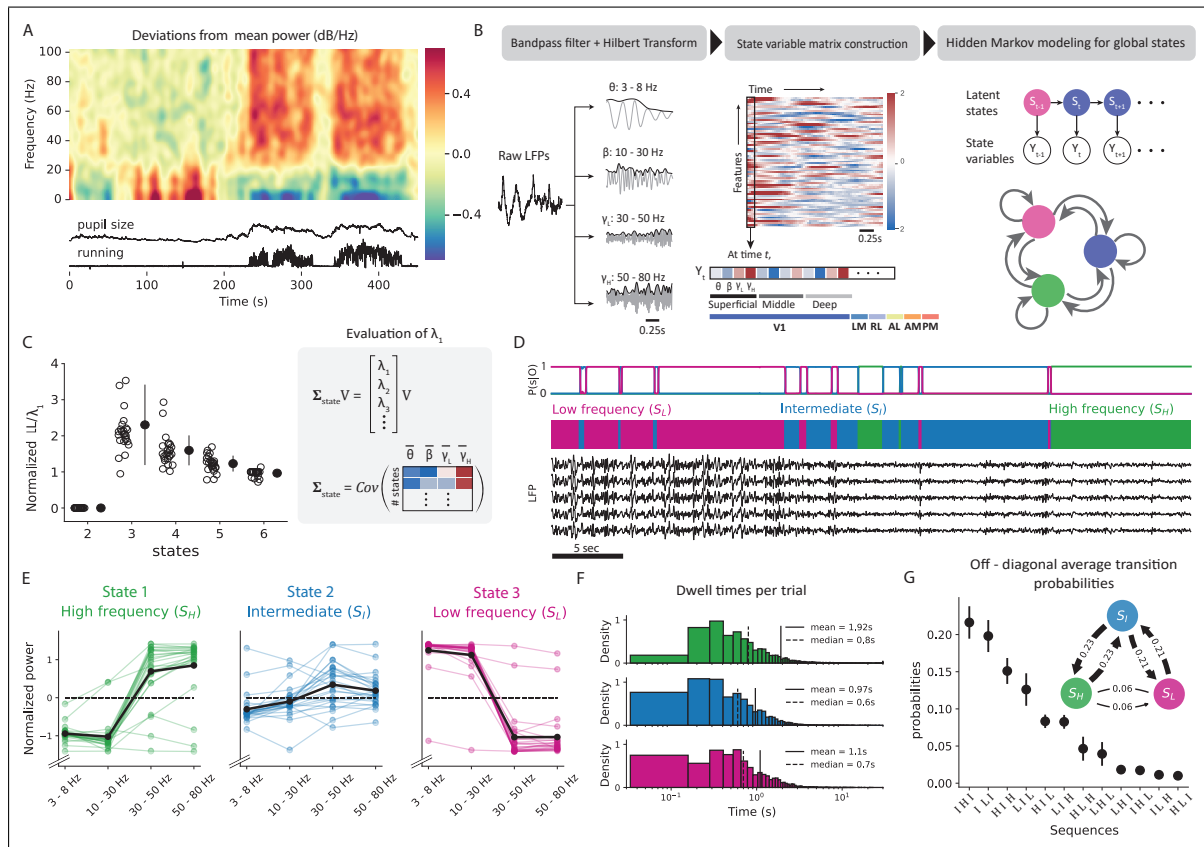 A
Deviations from mean power (dB/Hz)
Frequency (Hz)
100
80
60
40
20
0
0.4
0.0
−0.4
pupil size
running
0
100
200
300
400
Time (s)
B
Bandpass filter + Hilbert Transform
State variable matrix construction
Hidden Markov modeling for global states
Raw LFPs
θ: 3 - 8 Hz
β: 10 - 30 Hz
γL: 30 - 50 Hz
γH: 50 - 80 Hz
0.25s
Time
Features
2
0
2
0.25s
At time t,
Yt
θ β γL γH
Superficial Middle Deep
V1 LM RL AL AM PM
Latent states
St-1 St St+1
State variables
Yt-1 Yt Yt+1
C
Normalized LL/λ1
4
3
2
1
0
2 3 4 5 6
states
Evaluation of λ1
Σstate V = [λ1 λ2 λ3 ⋮] V
θ β γL γH
# states
Σstate = Cov
D
P(s|O)
1
0
Low frequency (SL)
Intermediate (SI)
High frequency (SH)
LFP
5 sec
E
State 1
High frequency (SH)
State 2
Intermediate (SI)
State 3
Low frequency (SL)
Normalized power
1
0
−1
3 - 8 Hz
10 - 30 Hz
30 - 50 Hz
50 - 80 Hz
3 - 8 Hz
10 - 30 Hz
30 - 50 Hz
50 - 80 Hz
3 - 8 Hz
10 - 30 Hz
30 - 50 Hz
50 - 80 Hz
F
Dwell times per trial
Density
1
0
mean = 1.92s
median = 0.8s
Density
1
0
mean = 0.97s
median = 0.6s
Density
1
0
mean = 1.1s
median = 0.7s
10⁻¹ 10⁰ 10¹
Time (s)
G
Off - diagonal average transition
probabilities
probabilities
0.20
0.15
0.10
0.05
0.00
SI
SH
SL
0.23
0.23
0.21
0.21
0.06
0.06
I H I
I L I
H I H
L I L
H I L
L I H
H L H
L H L
L H I
I H L
I L H
H L I
Sequences